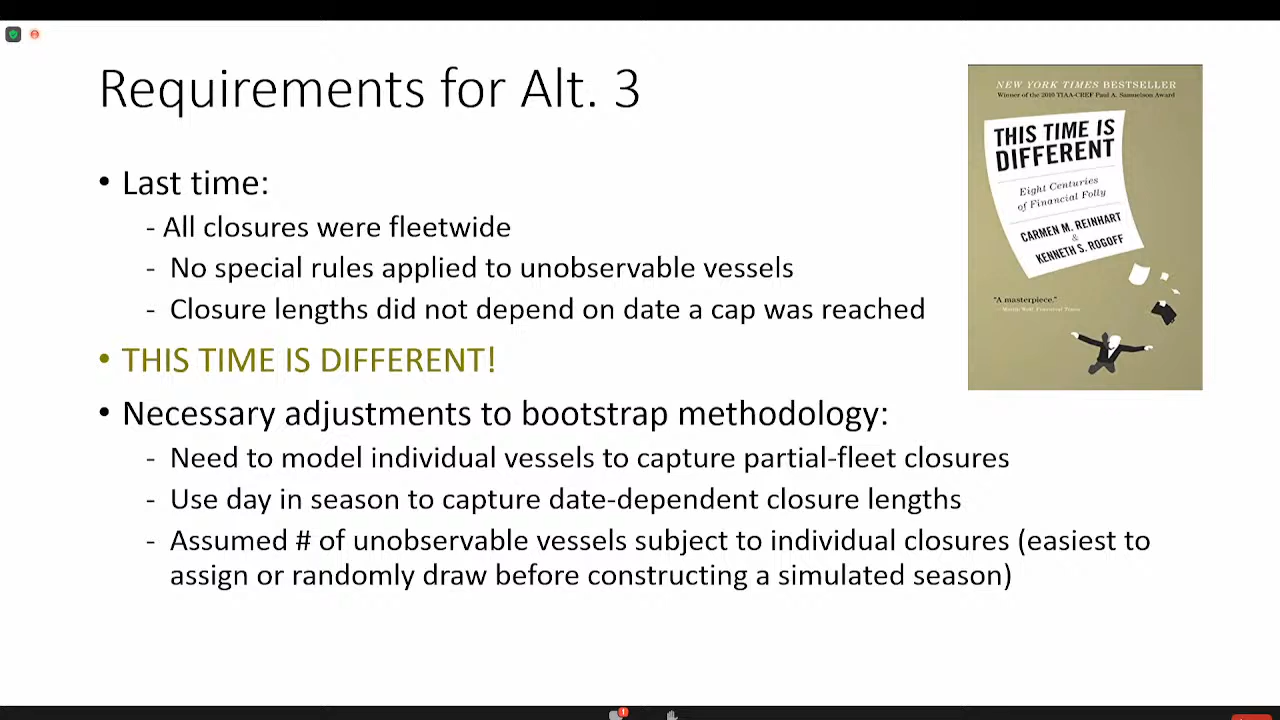 Requirements for Alt. 3
• Last time:
- All closures were fleetwide
- No special rules applied to unobservable vessels
- Closure lengths did not depend on date a cap was reached
• THIS TIME IS DIFFERENT!
• Necessary adjustments to bootstrap methodology:
- Need to model individual vessels to capture partial-fleet closures
- Use day in season to capture date-dependent closure lengths
- Assumed # of unobservable vessels subject to individual closures (easiest to
assign or randomly draw before constructing a simulated season)
NEW YORK TIMES BESTSELLER
Winner of the 2010 TIAA-CREF Paul A. Samuelson Award
THIS TIME IS
DIFFERENT
Eight Centuries
of Financial Folly
CARMEN M. REINHART
&
KENNETH S. ROGOFF
"A masterpiece."
— Martin Wolf, Financial Times
1